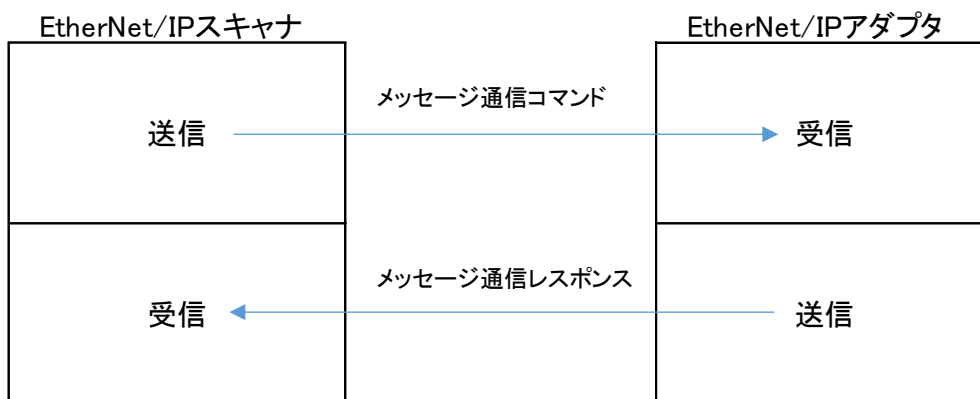 EtherNet/IPスキャナ
EtherNet/IPアダプタ
メッセージ通信コマンド
送信
受信
メッセージ通信レスポンス
受信
送信